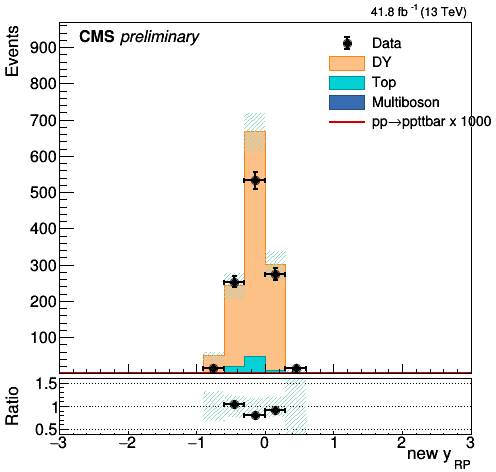 41.8 fb⁻¹ (13 TeV)
CMS preliminary
Events
900
800
700
600
500
400
300
200
100
Data
DY
Top
Multiboson
pp→ppttbar x 1000
Ratio
1.5
1
0.5
−3 −2 −1 0 1 2 3
new y_RP